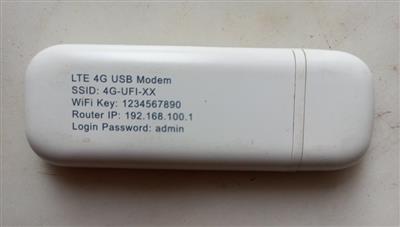 LTE 4G USB Modem
SSID: 4G-UFI-XX
WiFi Key: 1234567890
Router IP: 192.168.100.1
Login Password: admin